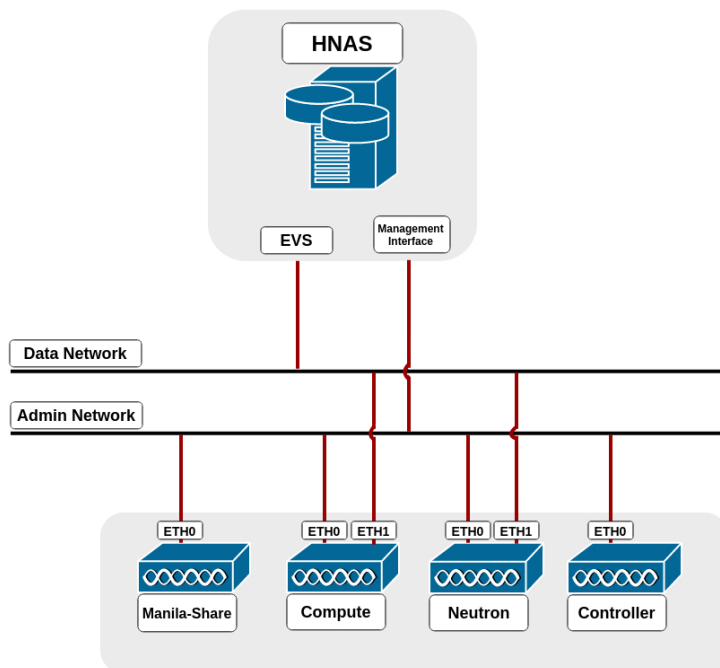 HNAS
EVS
Management
Interface
Data Network
Admin Network
ETH0
ETH0
ETH1
ETH0
ETH1
ETH0
Manila-Share
Compute
Neutron
Controller